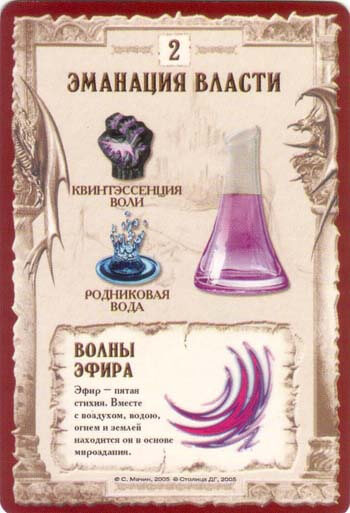 2
ЭМАНАЦИЯ ВЛАСТИ
КВИНТЭССЕНЦИЯ
ВОЛИ
РОДНИКОВАЯ
ВОДА
ВОЛНЫ
ЭФИРА
Эфир — пятая
стихия. Вместе
с воздухом, водою,
огнем и землей
находится он в основе
мироздания.
© С. Мачин, 2005 © Столица ДГ, 2005